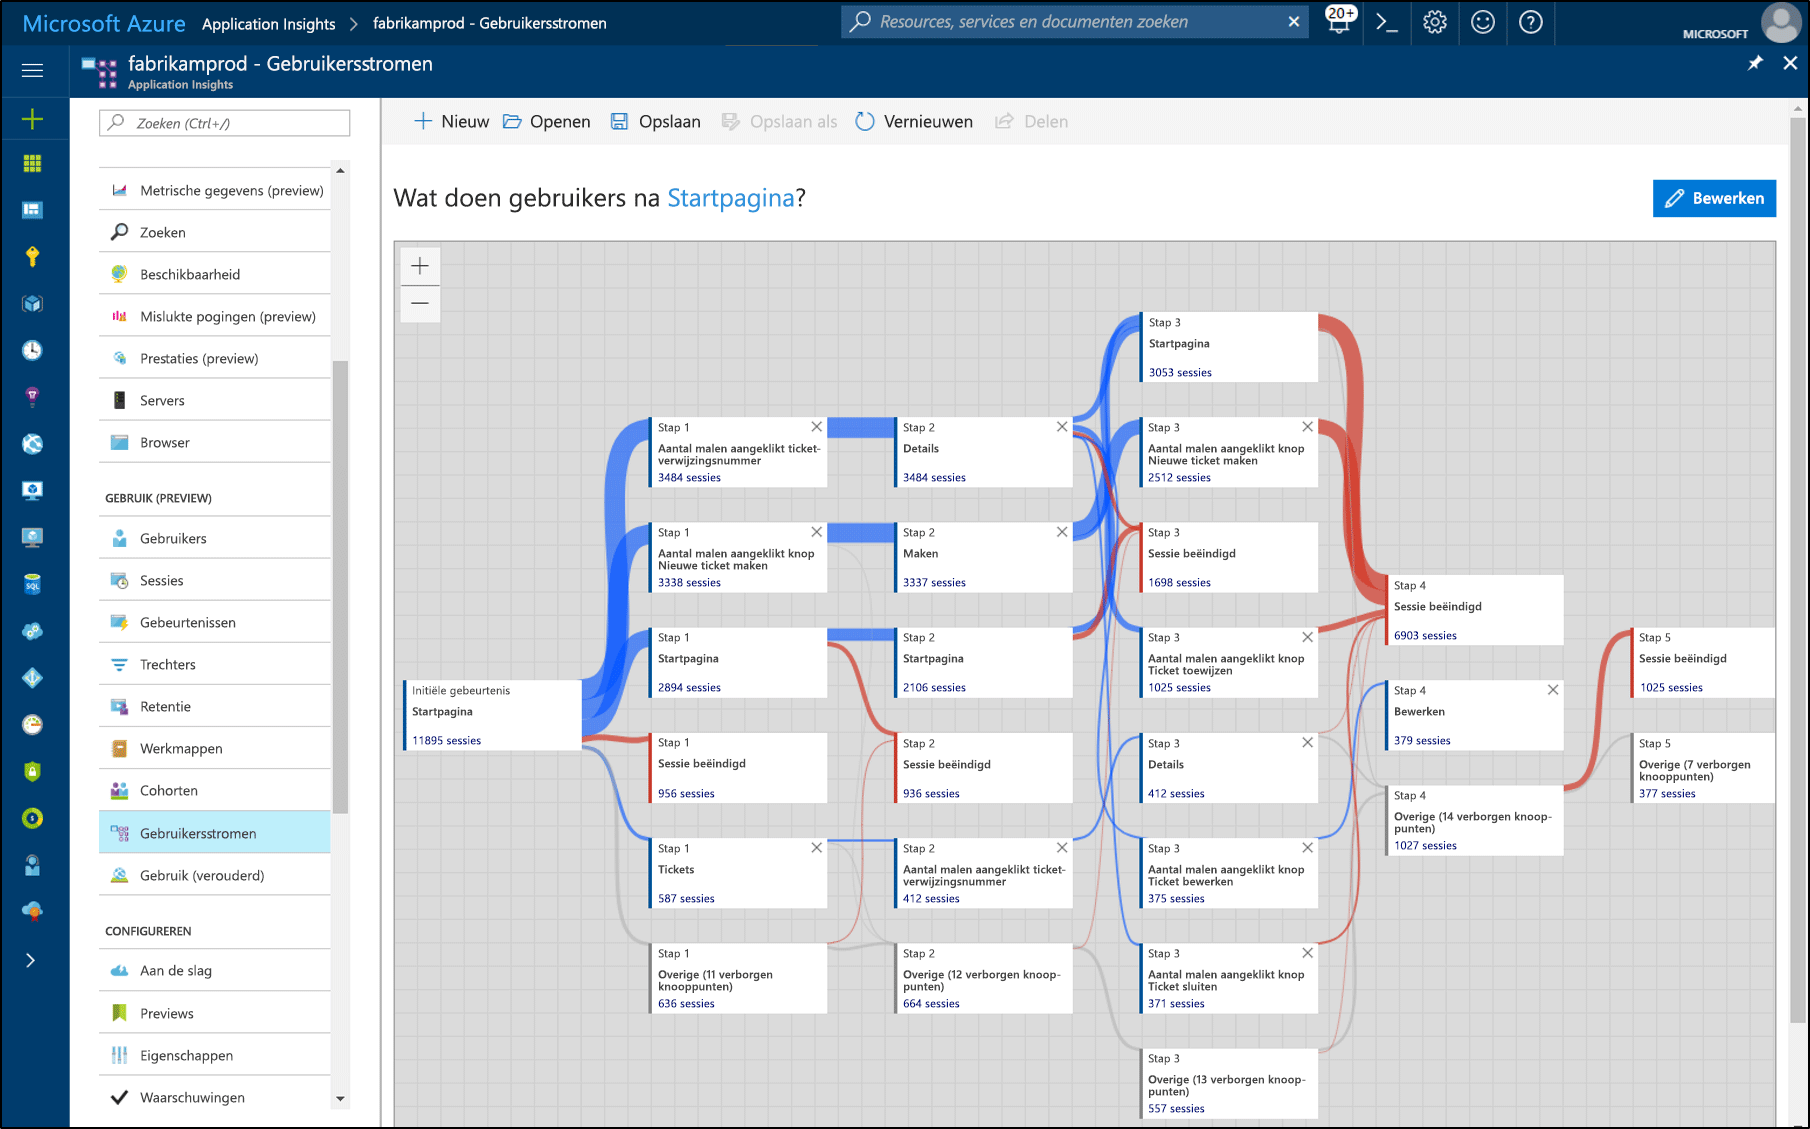 Microsoft Azure Application Insights > fabrikamprod - Gebruikersstromen
Resources, services en documenten zoeken
20+
MICROSOFT
fabrikamprod - Gebruikersstromen
Application Insights
Zoeken (Ctrl+/)
Metrische gegevens (preview)
Zoeken
Beschikbaarheid
Mislukte pogingen (preview)
Prestaties (preview)
Servers
Browser
GEBRUIK (PREVIEW)
Gebruikers
Sessies
Gebeurtenissen
Trechters
Retentie
Werkmappen
Cohorten
Gebruikersstromen
Gebruik (verouderd)
CONFIGUREREN
Aan de slag
Previews
Eigenschappen
Waarschuwingen
SQL
Nieuw
Openen
Opslaan
Opslaan als
Vernieuwen
Delen
Wat doen gebruikers na Startpagina?
Bewerken
Initiële gebeurtenis
Startpagina
11895 sessies
Stap 1
Aantal malen aangeklikt ticket-
verwijzingsnummer
3484 sessies
Stap 1
Aantal malen aangeklikt knop
Nieuwe ticket maken
3338 sessies
Stap 1
Startpagina
2894 sessies
Stap 1
Sessie beëindigd
956 sessies
Stap 1
Tickets
587 sessies
Stap 1
Overige (11 verborgen
knooppunten)
636 sessies
Stap 2
Details
3484 sessies
Stap 2
Maken
3337 sessies
Stap 2
Startpagina
2106 sessies
Stap 2
Sessie beëindigd
936 sessies
Stap 2
Aantal malen aangeklikt ticket-
verwijzingsnummer
412 sessies
Stap 2
Overige (12 verborgen knoop-
punten)
664 sessies
Stap 3
Startpagina
3053 sessies
Stap 3
Aantal malen aangeklikt knop
Nieuwe ticket maken
2512 sessies
Stap 3
Sessie beëindigd
1698 sessies
Stap 3
Aantal malen aangeklikt knop
Ticket toewijzen
1025 sessies
Stap 3
Details
412 sessies
Stap 3
Aantal malen aangeklikt knop
Ticket bewerken
375 sessies
Stap 3
Aantal malen aangeklikt knop
Ticket sluiten
371 sessies
Stap 3
Overige (13 verborgen knoop-
punten)
557 sessies
Stap 4
Sessie beëindigd
6903 sessies
Stap 4
Bewerken
379 sessies
Stap 4
Overige (14 verborgen knoop-
punten)
1027 sessies
Stap 5
Sessie beëindigd
1025 sessies
Stap 5
Overige (7 verborgen
knooppunten)
377 sessies